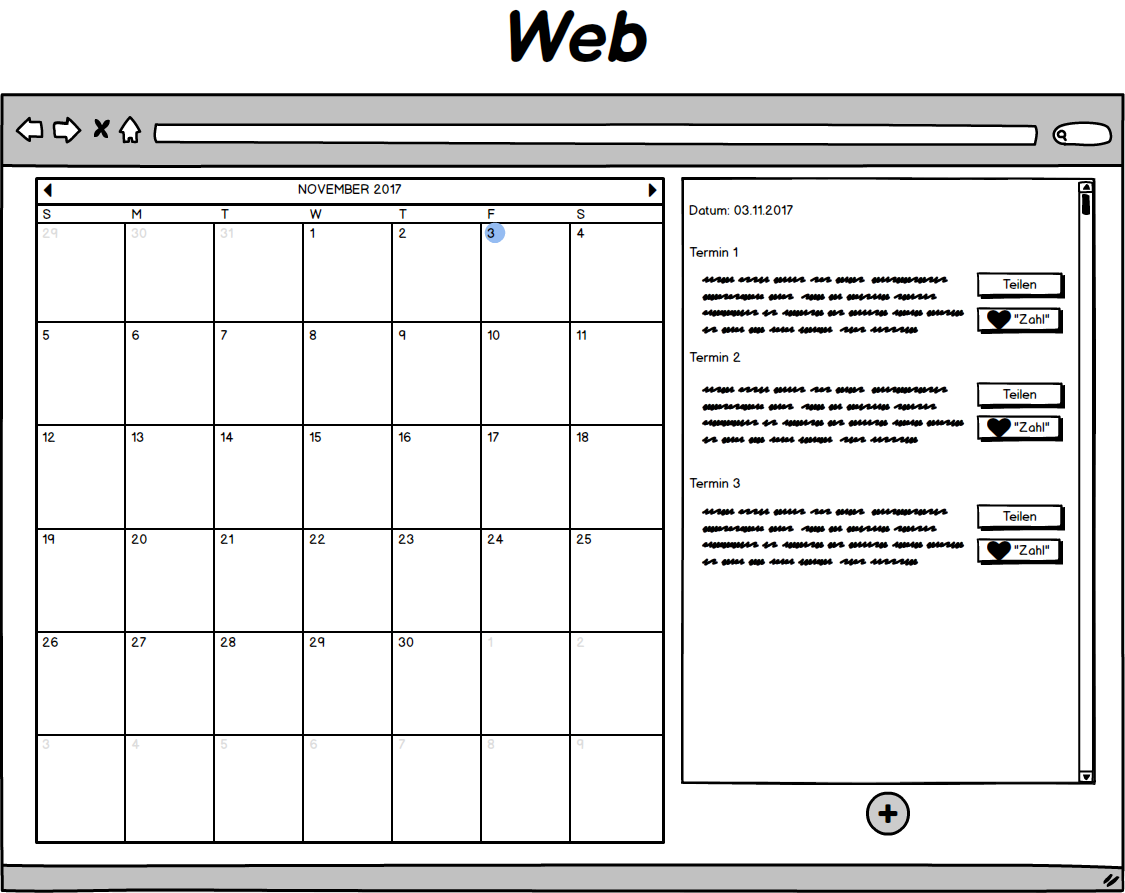 Web
NOVEMBER 2017
S M T W T F S
29 30 31 1 2 3 4
5 6 7 8 9 10 11
12 13 14 15 16 17 18
19 20 21 22 23 24 25
26 27 28 29 30 1 2
3 4 5 6 7 8 9
Datum: 03.11.2017
Termin 1
Teilen
"Zahl"
Termin 2
Teilen
"Zahl"
Termin 3
Teilen
"Zahl"